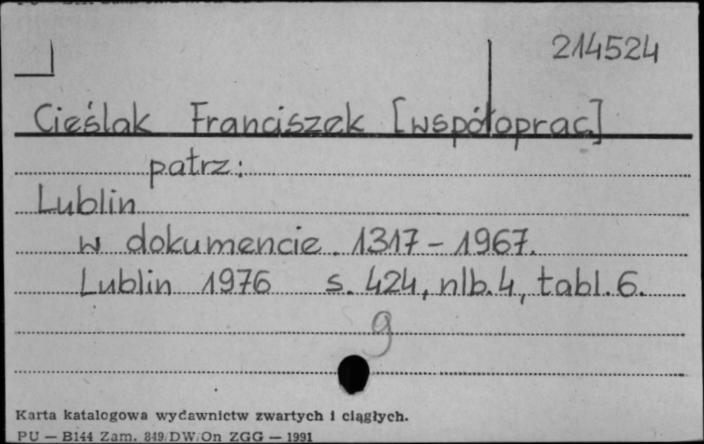 214524
Cieślak Franciszek [współoprac]
patrz:
Lublin
w dokumencie. 1317-1967.
Lublin 1976 s. 424, nlb. 4, tabl. 6.
g
Karta katalogowa wydawnictw zwartych i ciągłych.
PU — B144 Zam. 849/DW/On ZGG — 1991